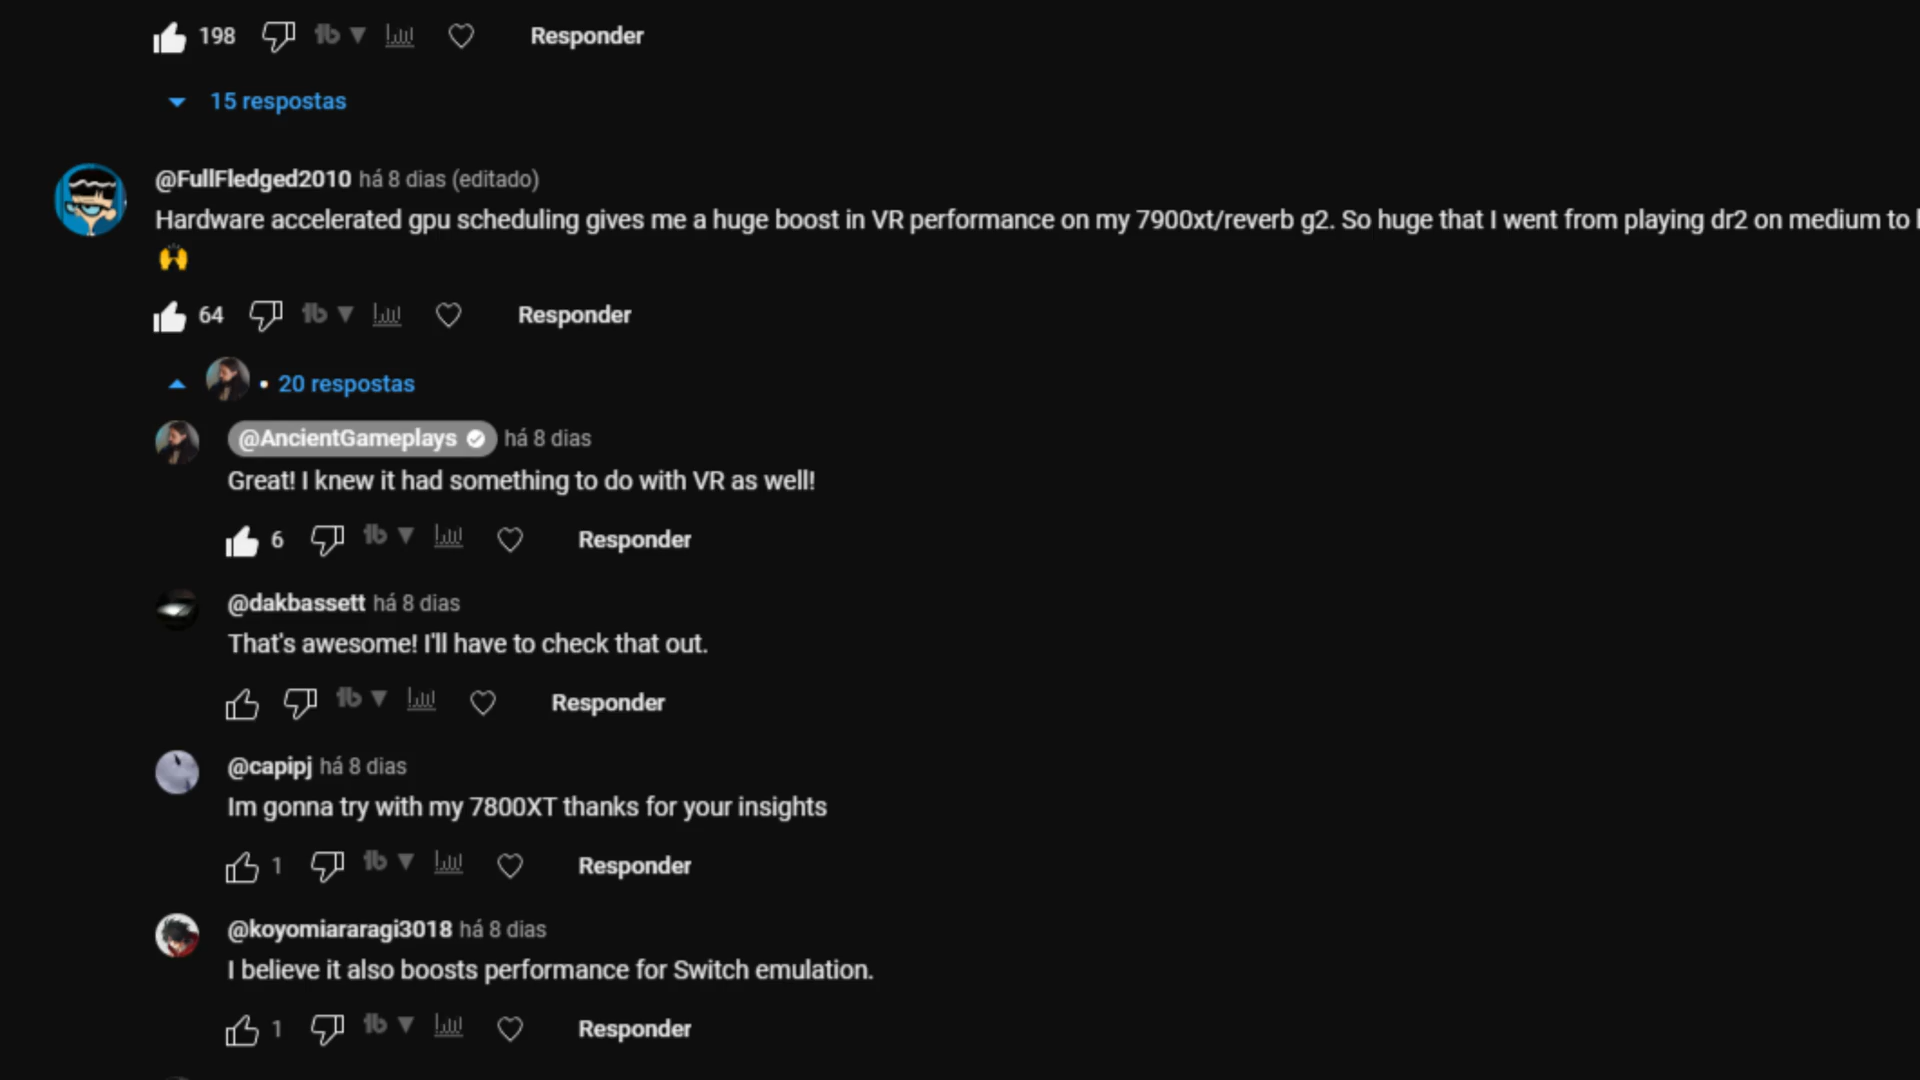 198 Responder
15 respostas
@FullFledged2010 há 8 dias (editado)
Hardware accelerated gpu scheduling gives me a huge boost in VR performance on my 7900xt/reverb g2. So huge that I went from playing dr2 on medium to
64 Responder
• 20 respostas
@AncientGameplays há 8 dias
Great! I knew it had something to do with VR as well!
6 Responder
@dakbassett há 8 dias
That's awesome! I'll have to check that out.
Responder
@capipj há 8 dias
Im gonna try with my 7800XT thanks for your insights
1 Responder
@koyomiararagi3018 há 8 dias
I believe it also boosts performance for Switch emulation.
1 Responder